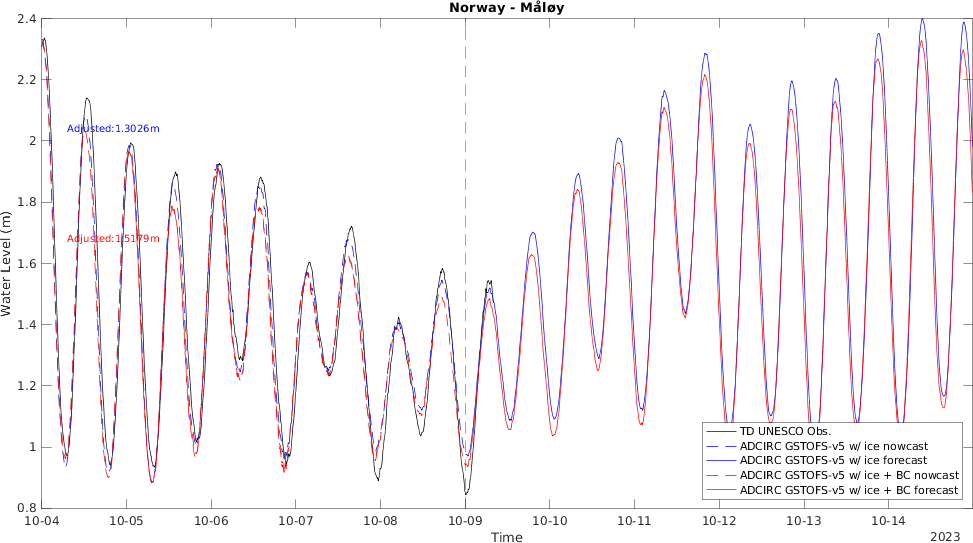 Norway - Måløy
2.4
2.2
2
1.8
1.6
1.4
1.2
1
0.8
Water Level (m)
Adjusted:1.3026m
Adjusted:1.5179m
TD UNESCO Obs.
ADCIRC GSTOFS-v5 w/ ice nowcast
ADCIRC GSTOFS-v5 w/ ice forecast
ADCIRC GSTOFS-v5 w/ ice + BC nowcast
ADCIRC GSTOFS-v5 w/ ice + BC forecast
10-04 10-05 10-06 10-07 10-08 10-09 10-10 10-11 10-12 10-13 10-14
Time
2023